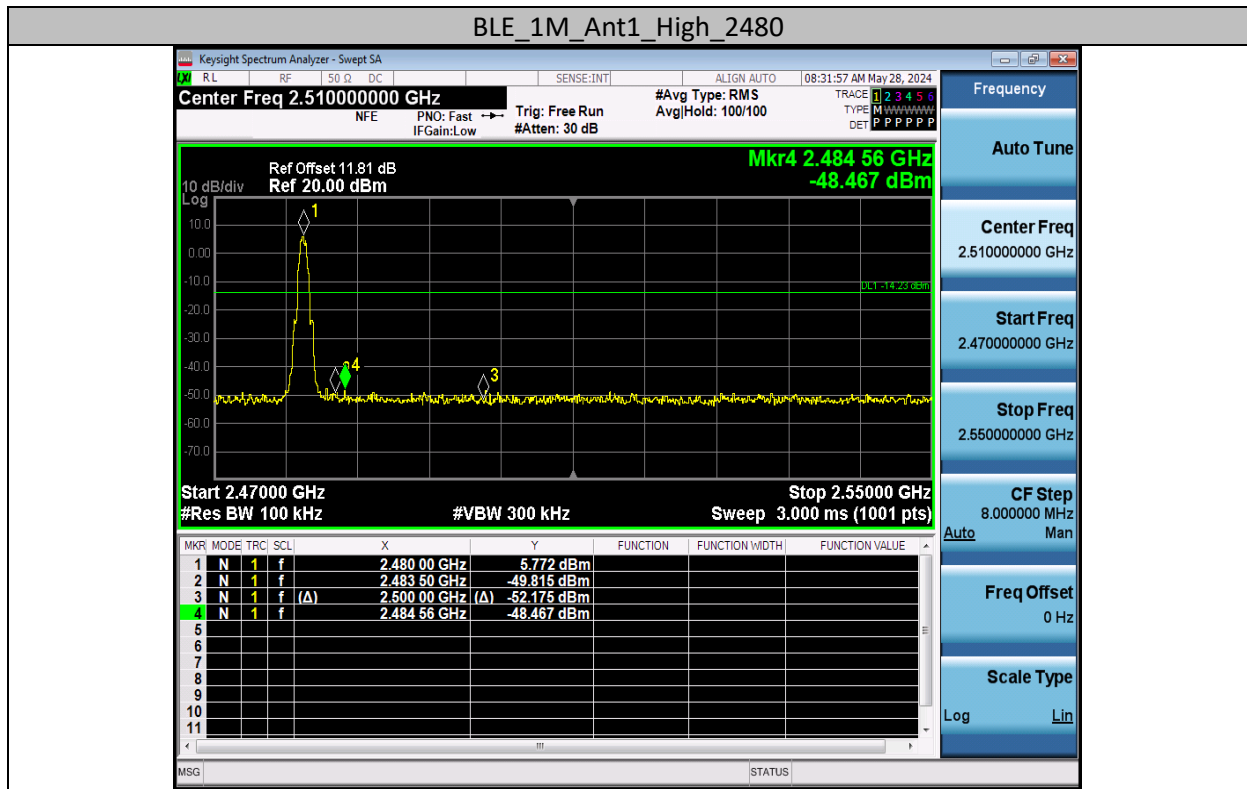 BLE_1M_Ant1_High_2480
Keysight Spectrum Analyzer - Swept SA
LXI RL RF 50 Ω DC SENSE:INT ALIGN AUTO 08:31:57 AM May 28, 2024
Center Freq 2.510000000 GHz
NFE PNO: Fast IFGain:Low
Trig: Free Run
#Atten: 30 dB
#Avg Type: RMS
Avg|Hold: 100/100
TRACE 1 2 3 4 5 6
TYPE M W W W W W
DET P P P P P P
Mkr4 2.484 56 GHz
-48.467 dBm
Ref Offset 11.81 dB
10 dB/div Ref 20.00 dBm
Log
10.0
0.00
-10.0
-20.0
-30.0
-40.0
-50.0
-60.0
-70.0
1
4
3
DL1 -14.23 dBm
Start 2.47000 GHz Stop 2.55000 GHz
#Res BW 100 kHz #VBW 300 kHz Sweep 3.000 ms (1001 pts)
MKR MODE TRC SCL X Y FUNCTION FUNCTION WIDTH FUNCTION VALUE
1 N 1 f 2.480 00 GHz 5.772 dBm
2 N 1 f 2.483 50 GHz -49.815 dBm
3 N 1 f (Δ) 2.500 00 GHz (Δ) -52.175 dBm
4 N 1 f 2.484 56 GHz -48.467 dBm
5
6
7
8
9
10
11
MSG STATUS
Frequency
Auto Tune
Center Freq
2.510000000 GHz
Start Freq
2.470000000 GHz
Stop Freq
2.550000000 GHz
CF Step
8.000000 MHz
Auto Man
Freq Offset
0 Hz
Scale Type
Log Lin